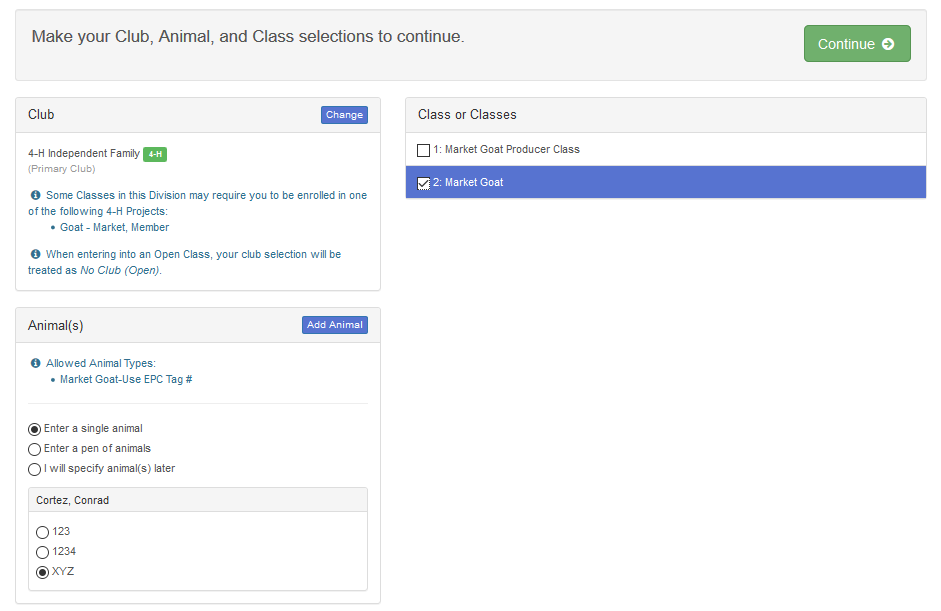 Make your Club, Animal, and Class selections to continue.
Continue
Club
Change
4-H Independent Family 4-H
(Primary Club)
Some Classes in this Division may require you to be enrolled in one
of the following 4-H Projects:
• Goat - Market, Member
When entering into an Open Class, your club selection will be
treated as No Club (Open).
Animal(s)
Add Animal
Allowed Animal Types:
• Market Goat-Use EPC Tag #
Enter a single animal
Enter a pen of animals
I will specify animal(s) later
Cortez, Conrad
123
1234
XYZ
Class or Classes
1: Market Goat Producer Class
2: Market Goat